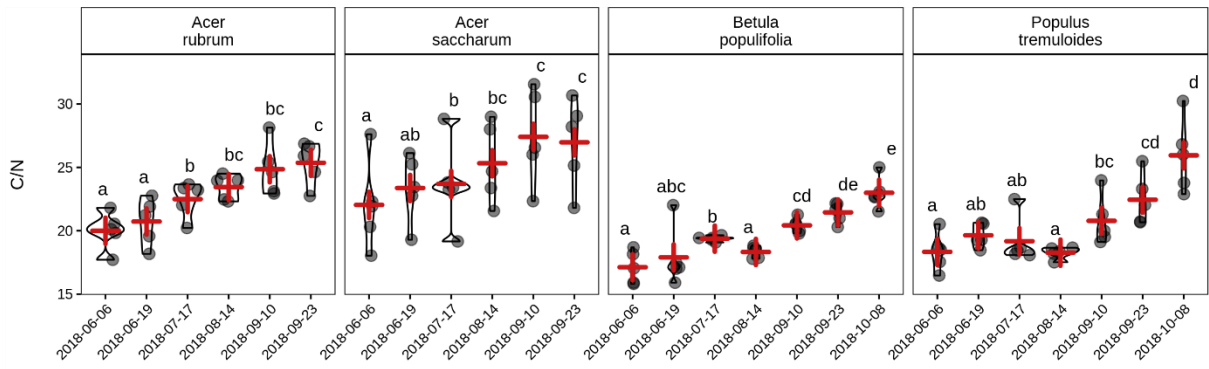 Acer
rubrum
Acer
saccharum
Betula
populifolia
Populus
tremuloides
C/N
30
25
20
15
a
a
b
bc
bc
c
a
ab
b
bc
c
c
a
abc
b
a
cd
de
e
a
ab
ab
a
bc
cd
d
2018-06-06
2018-06-19
2018-07-17
2018-08-14
2018-09-10
2018-09-23
2018-06-06
2018-06-19
2018-07-17
2018-08-14
2018-09-10
2018-09-23
2018-06-06
2018-06-19
2018-07-17
2018-08-14
2018-09-10
2018-09-23
2018-10-08
2018-06-06
2018-06-19
2018-07-17
2018-08-14
2018-09-10
2018-09-23
2018-10-08